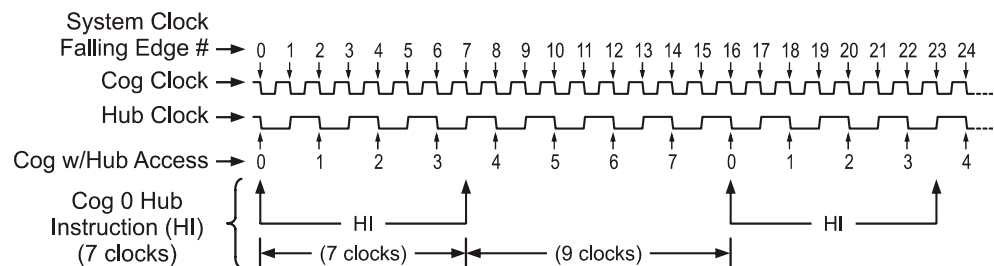 System Clock
Falling Edge # 0 1 2 3 4 5 6 7 8 9 10 11 12 13 14 15 16 17 18 19 20 21 22 23 24
Cog Clock
Hub Clock
Cog w/Hub Access 0 1 2 3 4 5 6 7 0 1 2 3 4
Cog 0 Hub
Instruction (HI)
(7 clocks)
HI HI
(7 clocks) (9 clocks)